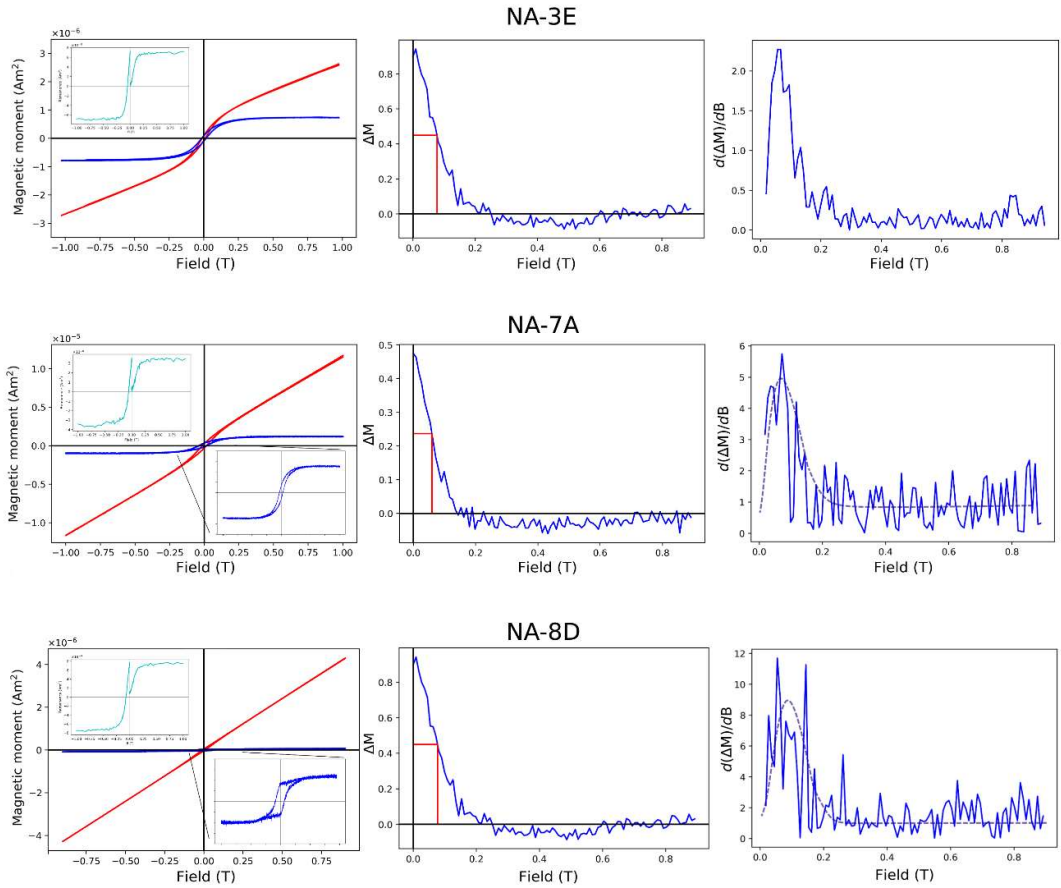 NA-3E
×10⁻⁶
Magnetic moment (Am²)
3
2
1
0
−1
−2
−3
−1.00 −0.75 −0.50 −0.25 0.00 0.25 0.50 0.75 1.00
Field (T)
ΔM
0.8
0.6
0.4
0.2
0.0
0.0 0.2 0.4 0.6 0.8
Field (T)
d(ΔM)/dB
2.0
1.5
1.0
0.5
0.0
0.0 0.2 0.4 0.6 0.8
Field (T)
NA-7A
×10⁻⁵
Magnetic moment (Am²)
1.0
0.5
0.0
−0.5
−1.0
−1.00 −0.75 −0.50 −0.25 0.00 0.25 0.50 0.75 1.00
Field (T)
ΔM
0.5
0.4
0.3
0.2
0.1
0.0
0.0 0.2 0.4 0.6 0.8
Field (T)
d(ΔM)/dB
6
5
4
3
2
1
0
0.0 0.2 0.4 0.6 0.8
Field (T)
NA-8D
×10⁻⁶
Magnetic moment (Am²)
4
2
0
−2
−4
−0.75 −0.50 −0.25 0.00 0.25 0.50 0.75
Field (T)
ΔM
0.8
0.6
0.4
0.2
0.0
0.0 0.2 0.4 0.6 0.8
Field (T)
d(ΔM)/dB
12
10
8
6
4
2
0
0.0 0.2 0.4 0.6 0.8
Field (T)